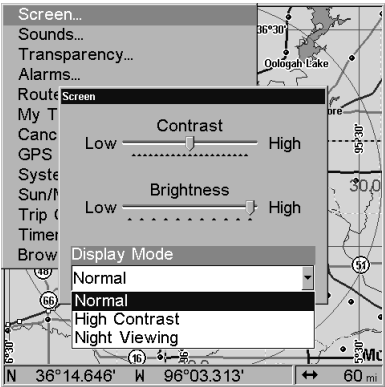 Screen...
36°30'
Sounds...
Transparency...
Oologah Lake
Alarms...
Route
Screen
My T
Contrast
Canc
Low High
95°30'
GPS
Syste
Brightness
30,0
Sun/
Low High
Trip
Timer
Brow
Display Mode
51
48
Normal
66
Normal
High Contrast
Night Viewing
16
N 36°14.646' W 96°03.313' ↔ 60 mi